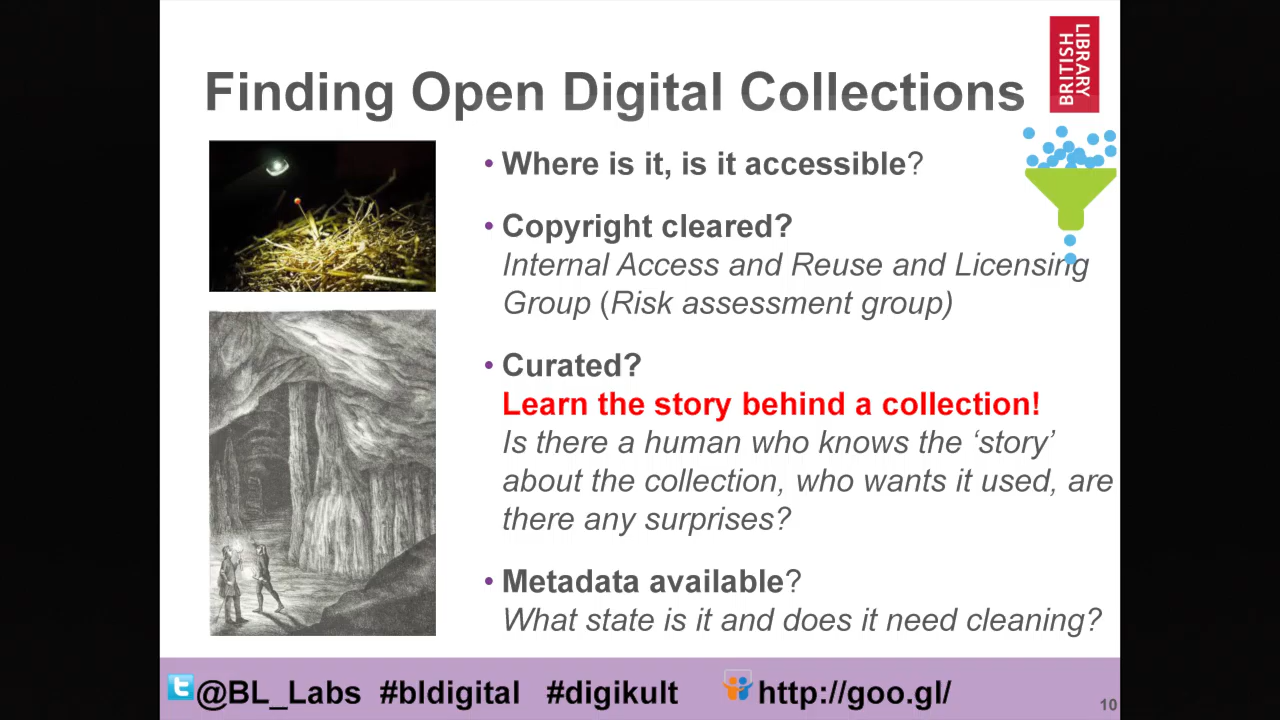 Finding Open Digital Collections
BRITISH
LIBRARY
• Where is it, is it accessible?
• Copyright cleared?
Internal Access and Reuse and Licensing
Group (Risk assessment group)
• Curated?
Learn the story behind a collection!
Is there a human who knows the ‘story’
about the collection, who wants it used, are
there any surprises?
• Metadata available?
What state is it and does it need cleaning?
@BL_Labs #bldigital #digikult http://goo.gl/
10